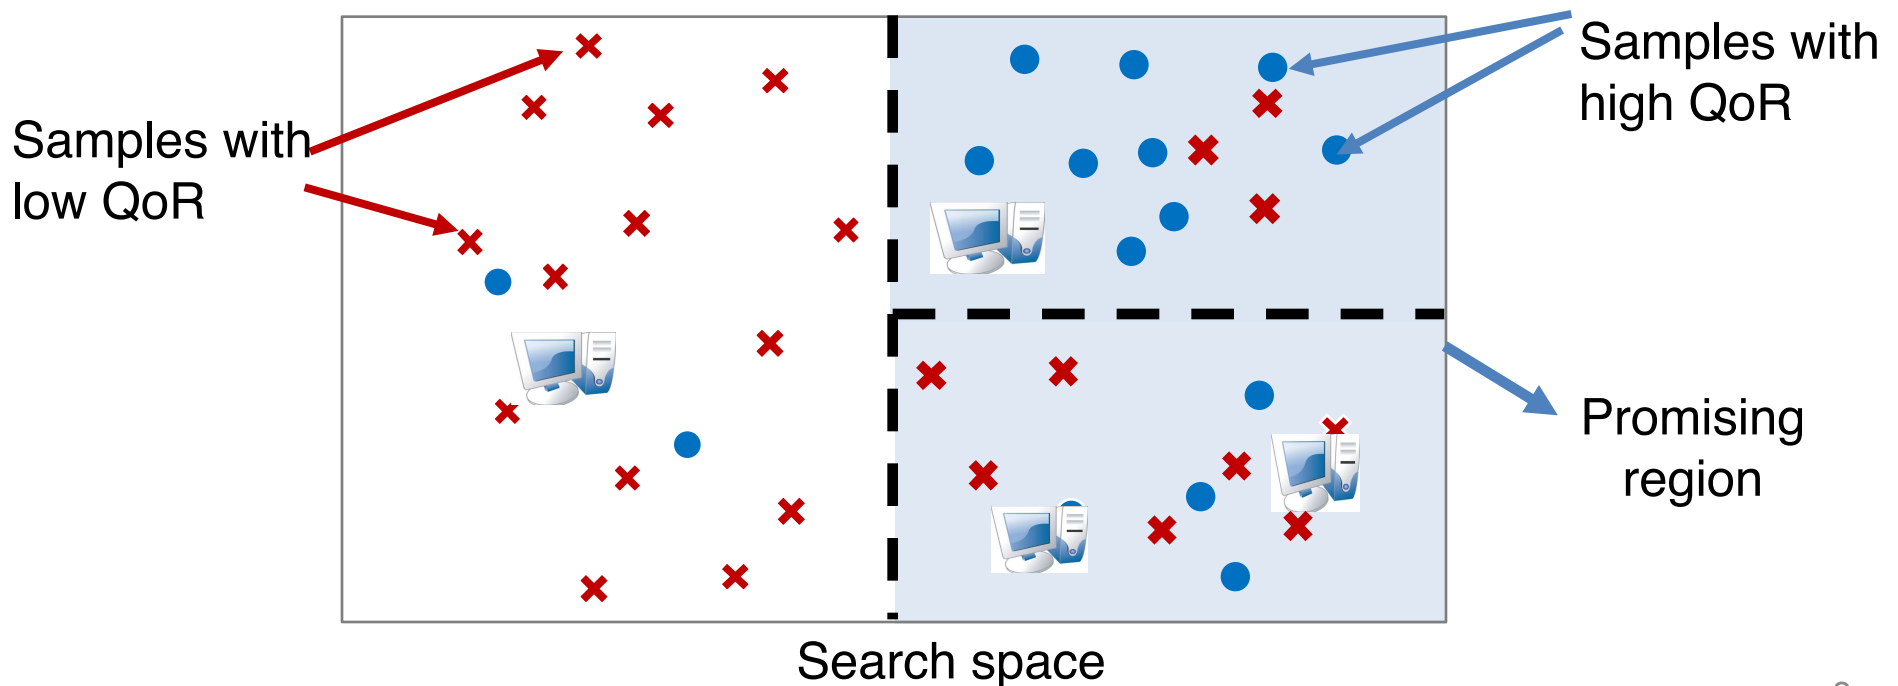 Samples with
low QoR
Samples with
high QoR
Promising
region
Search space